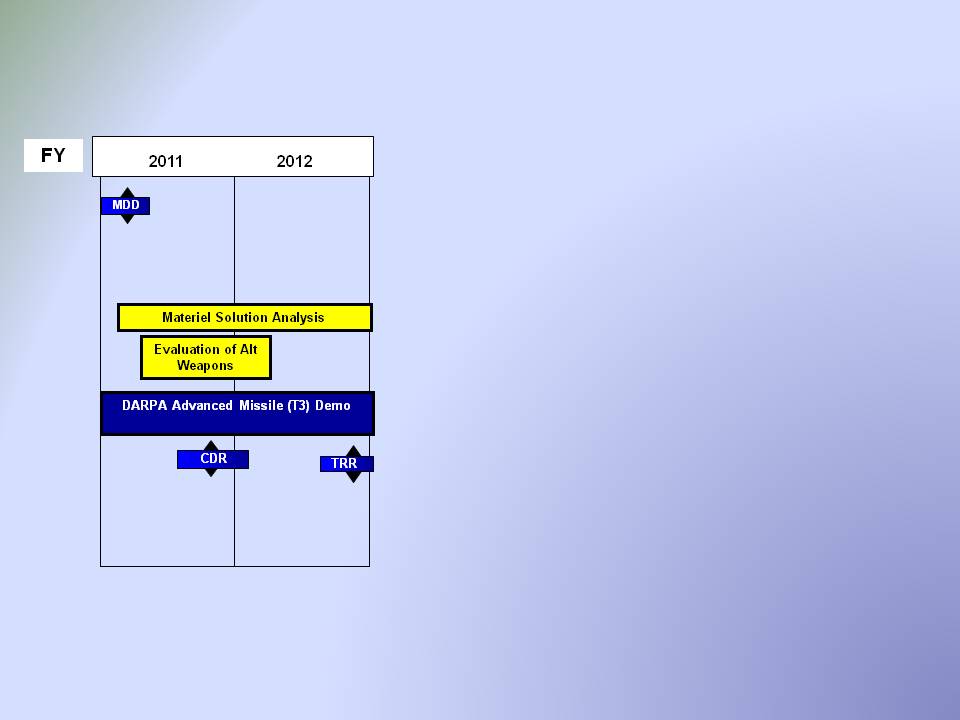 FY
2011 2012
MDD
Materiel Solution Analysis
Evaluation of Alt
Weapons
DARPA Advanced Missile (T3) Demo
CDR
TRR